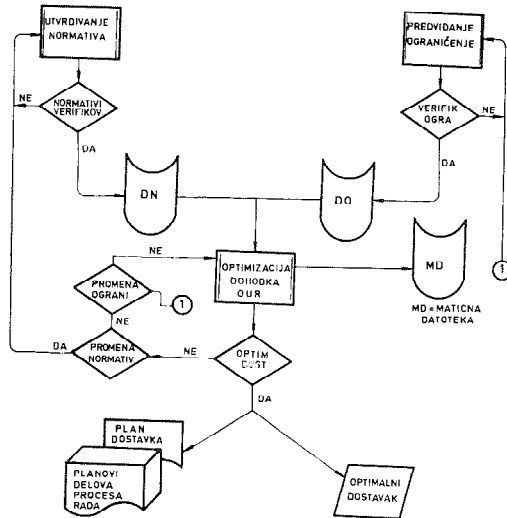 UTVRĐIVANJE
NORMATIVA
PREDVIĐANJE
OGRANIČENJE
NE
NORMATIVI
VERIFIKOV.
DA
VERIFIK
OGRA
NE
DA
DN
DO
NE
OPTIMIZACIJA
DOHODKA
OUR
MD
1
PROMENA
OGRANI
1
MD = MATIČNA
DATOTEKA
NE
DA
PROMENA
NORMATIV.
NE
OPTIM
DOST
DA
PLAN
DOSTAVKA
PLANOVI
DELOVA
PROCESA
RADA
OPTIMALNI
DOSTAVAK